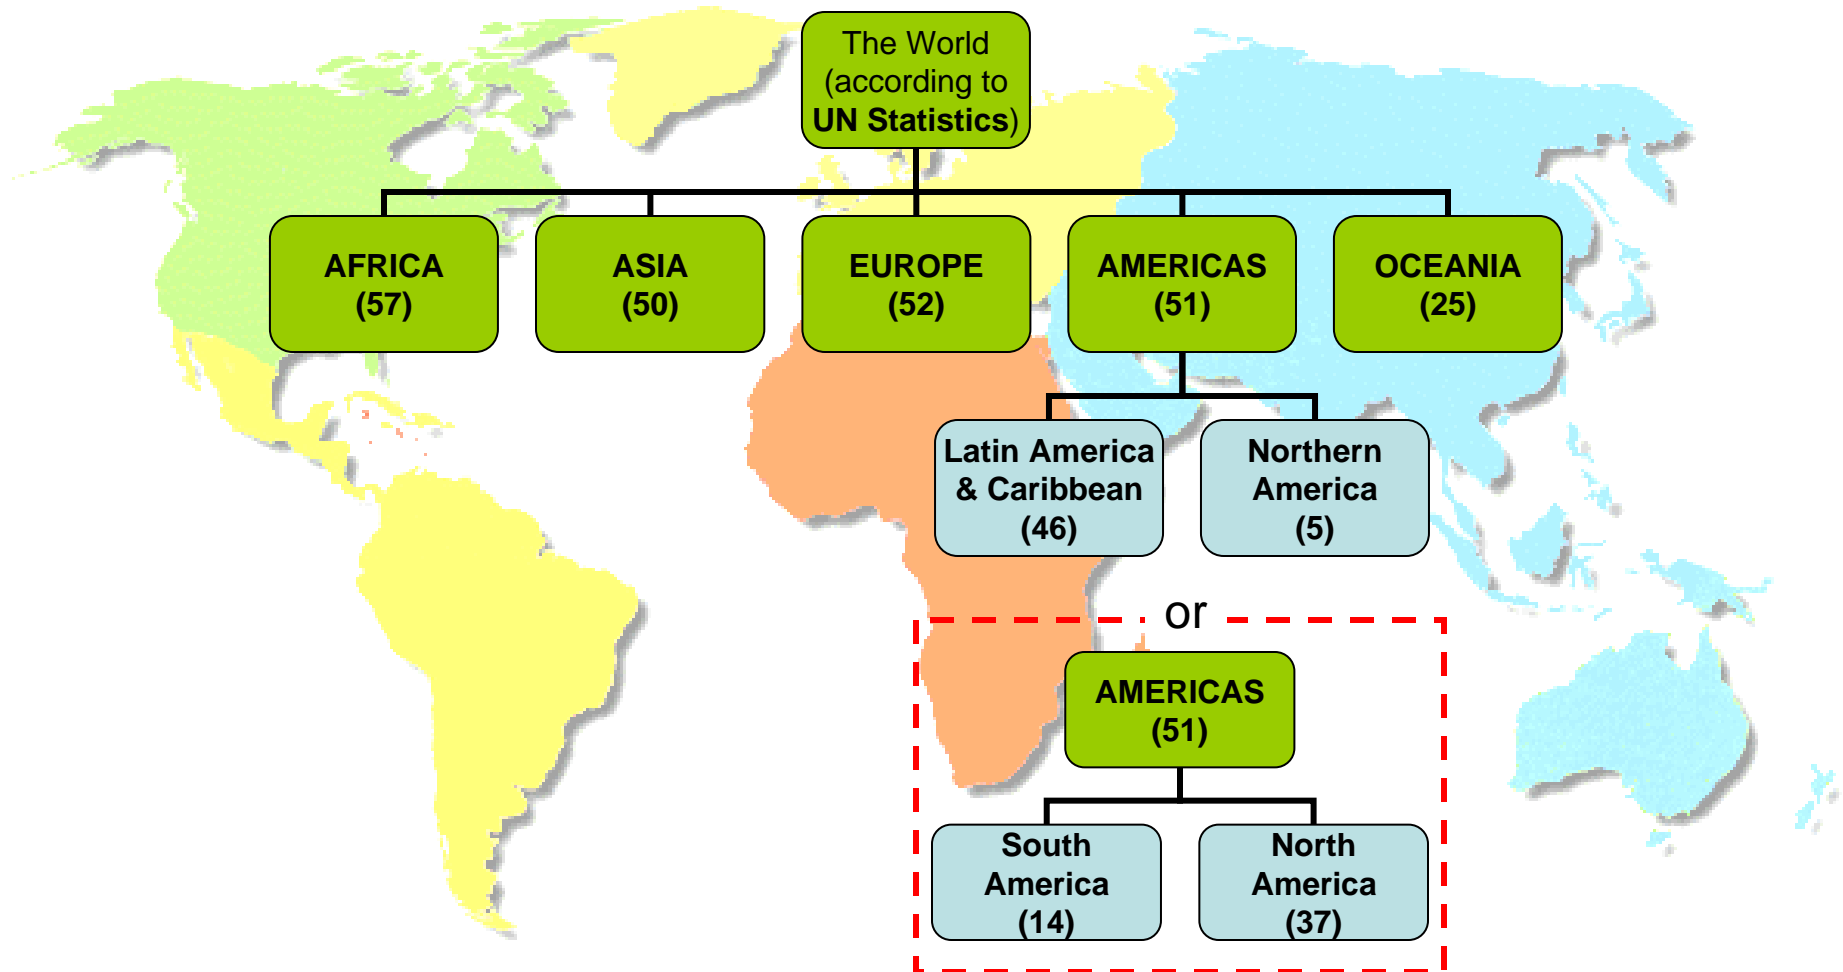 The World
(according to
UN Statistics)
AFRICA
(57)
ASIA
(50)
EUROPE
(52)
AMERICAS
(51)
OCEANIA
(25)
Latin America
& Caribbean
(46)
Northern
America
(5)
or
AMERICAS
(51)
South
America
(14)
North
America
(37)